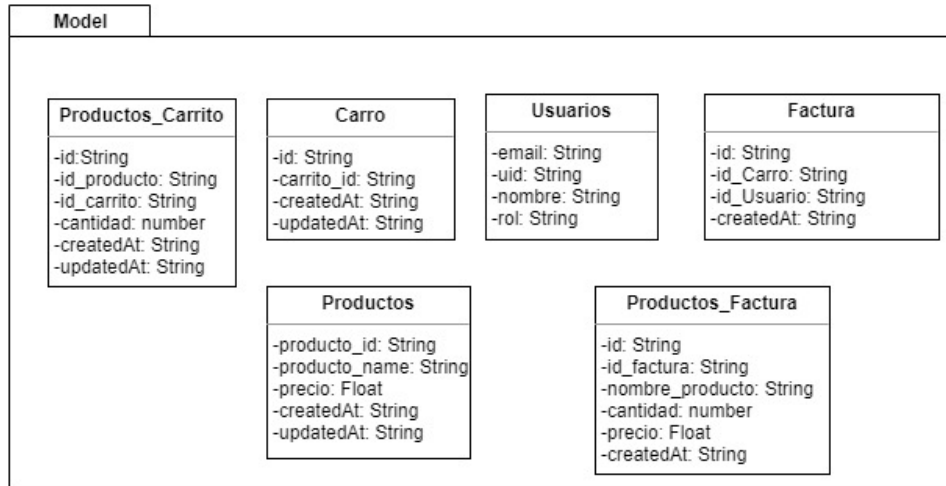 Model
Productos_Carrito
-id:String
-id_producto: String
-id_carrito: String
-cantidad: number
-createdAt: String
-updatedAt: String
Carro
-id: String
-carrito_id: String
-createdAt: String
-updatedAt: String
Usuarios
-email: String
-uid: String
-nombre: String
-rol: String
Factura
-id: String
-id_Carro: String
-id_Usuario: String
-createdAt: String
Productos
-producto_id: String
-producto_name: String
-precio: Float
-createdAt: String
-updatedAt: String
Productos_Factura
-id: String
-id_factura: String
-nombre_producto: String
-cantidad: number
-precio: Float
-createdAt: String